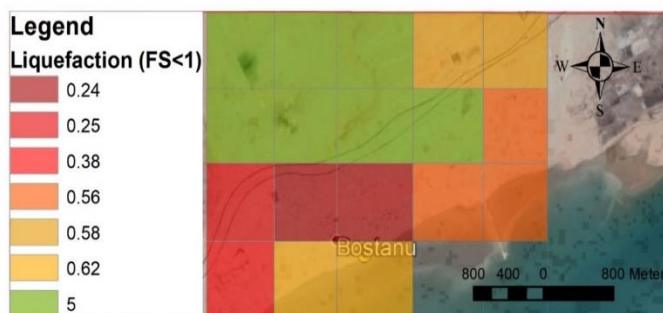 Legend
Liquefaction (FS<1)
0.24
0.25
0.38
0.56
0.58
0.62
5
N
W E
S
Bostanu
800 400 0 800 Meter